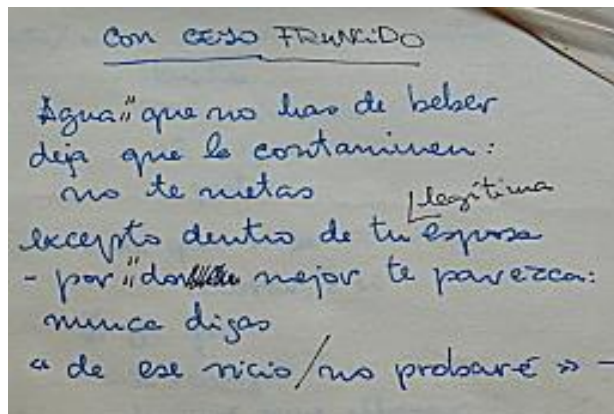 CON CEÑO FRUNCIDO
Agua" que no has de beber
deja que la contaminen:
no te metas
legítima
excepto dentro de tu esposa
- por" mejor te parezca:
nunca digas
« de ese vicio/no probaré » -